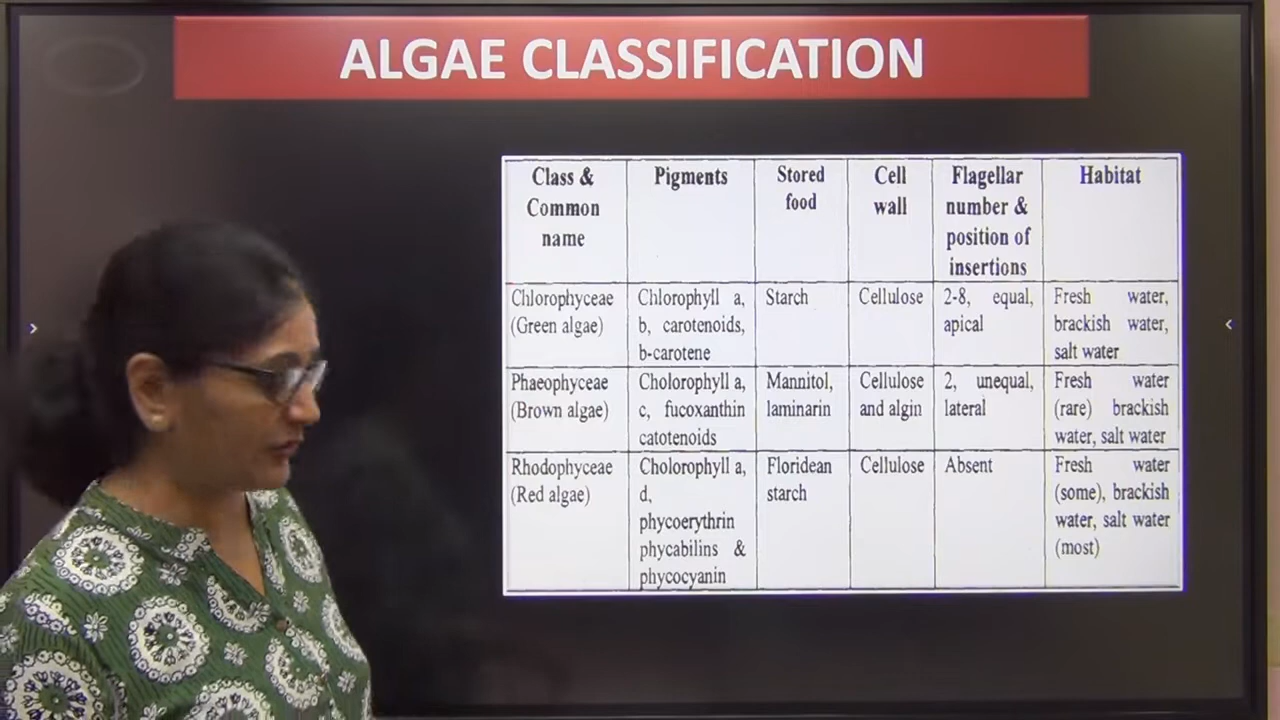 ALGAE CLASSIFICATION
Class & Pigments Stored Cell Flagellar Habitat
Common food wall number &
name position of
insertions
Chlorophyceae Chlorophyll a, Starch Cellulose 2-8, equal, Fresh water,
(Green algae) b, carotenoids, apical brackish water,
b-carotene salt water
Phaeophyceae Cholorophyll a, Mannitol, Cellulose 2, unequal, Fresh water
(Brown algae) c, fucoxanthin laminarin and algin lateral (rare) brackish
catotenoids water, salt water
Rhodophyceae Cholorophyll a, Floridean Cellulose Absent Fresh water
(Red algae) d, starch (some), brackish
phycoerythrin water, salt water
phycabilins & (most)
phycocyanin